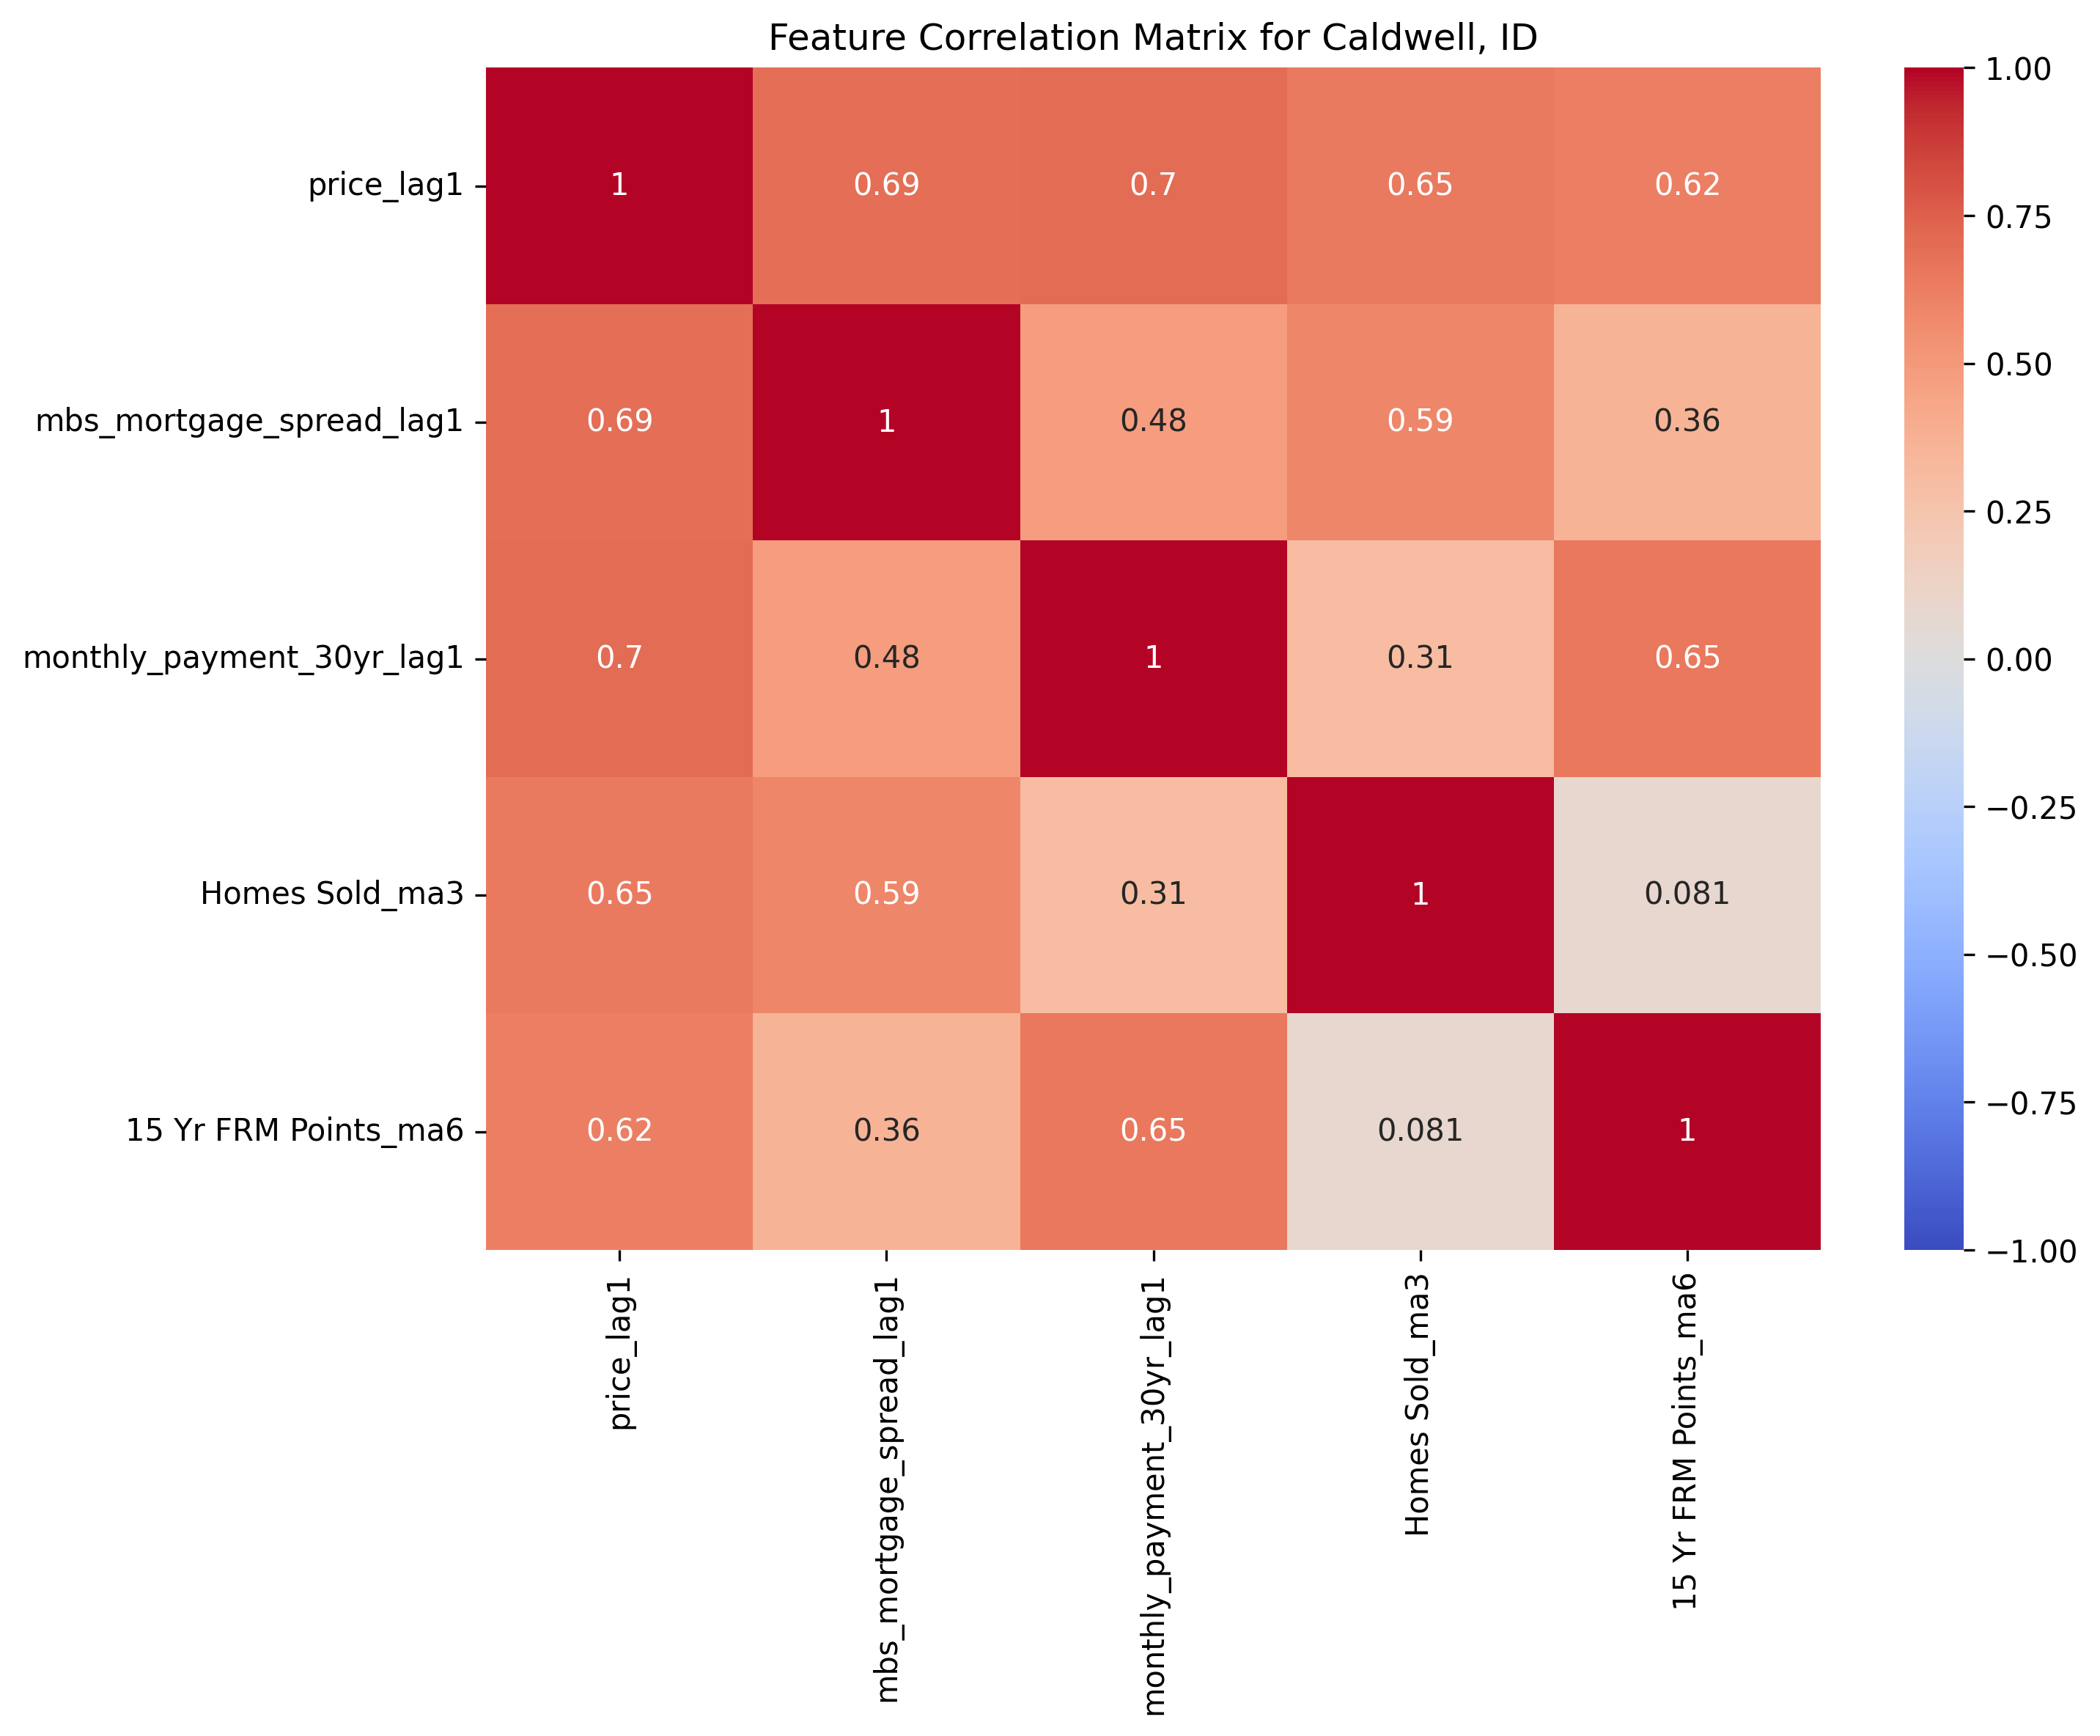 Feature Correlation Matrix for Caldwell, ID
price_lag1 1 0.69 0.7 0.65 0.62
mbs_mortgage_spread_lag1 0.69 1 0.48 0.59 0.36
monthly_payment_30yr_lag1 0.7 0.48 1 0.31 0.65
Homes Sold_ma3 0.65 0.59 0.31 1 0.081
15 Yr FRM Points_ma6 0.62 0.36 0.65 0.081 1
price_lag1
mbs_mortgage_spread_lag1
monthly_payment_30yr_lag1
Homes Sold_ma3
15 Yr FRM Points_ma6
1.00
0.75
0.50
0.25
0.00
−0.25
−0.50
−0.75
−1.00